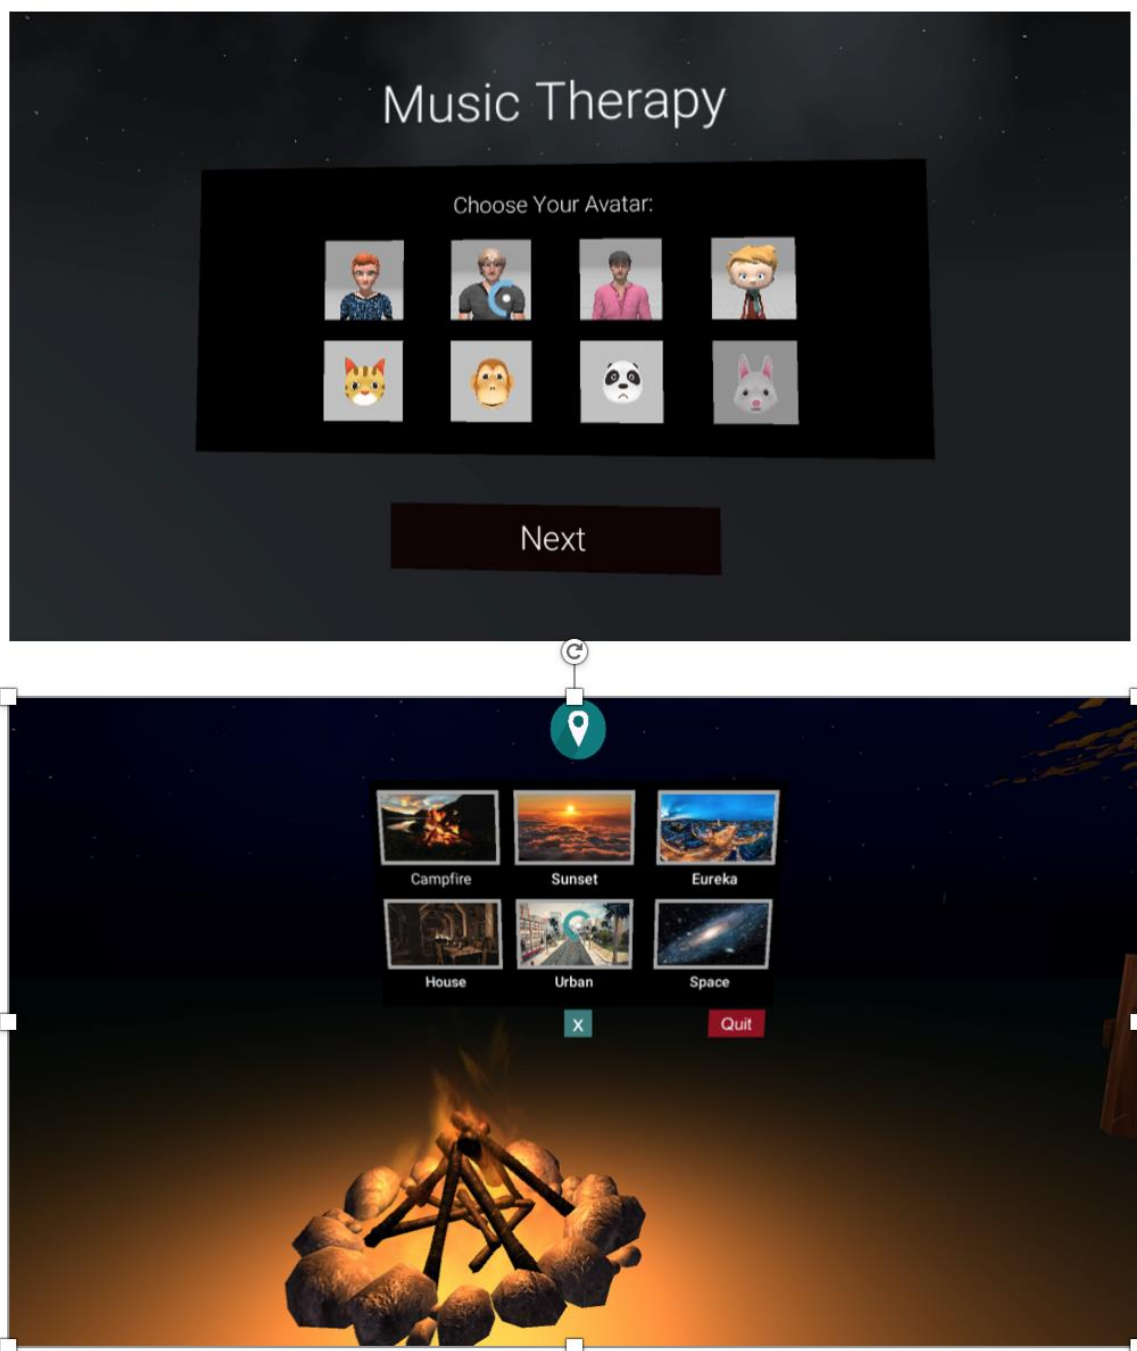 Music Therapy
Choose Your Avatar:
Next
Campfire Sunset Eureka
House Urban Space
X Quit